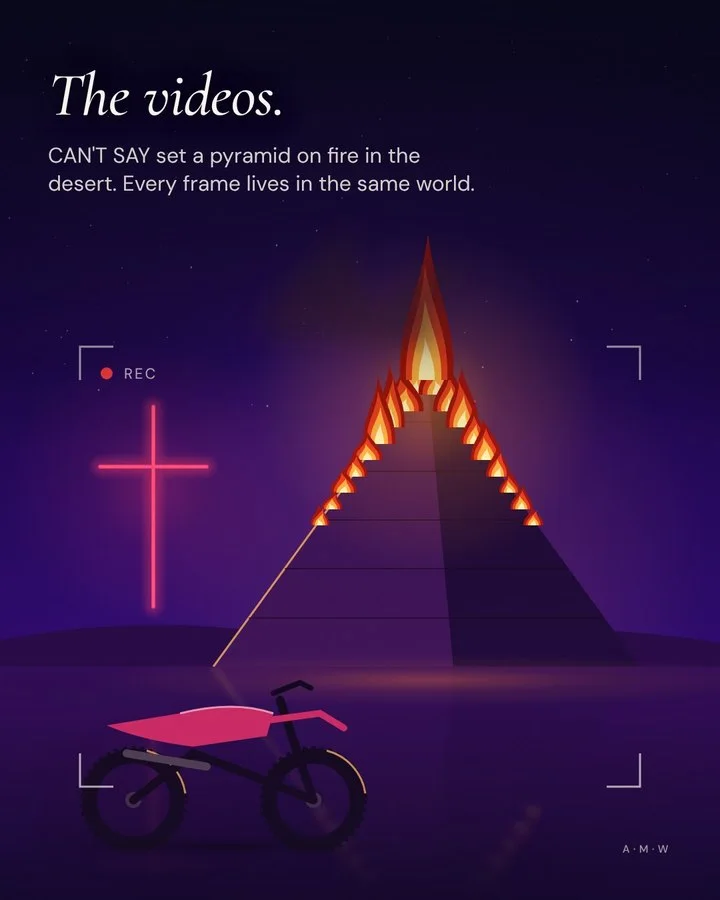 The videos.
CAN'T SAY set a pyramid on fire in the
desert. Every frame lives in the same world.
REC
A·M·W